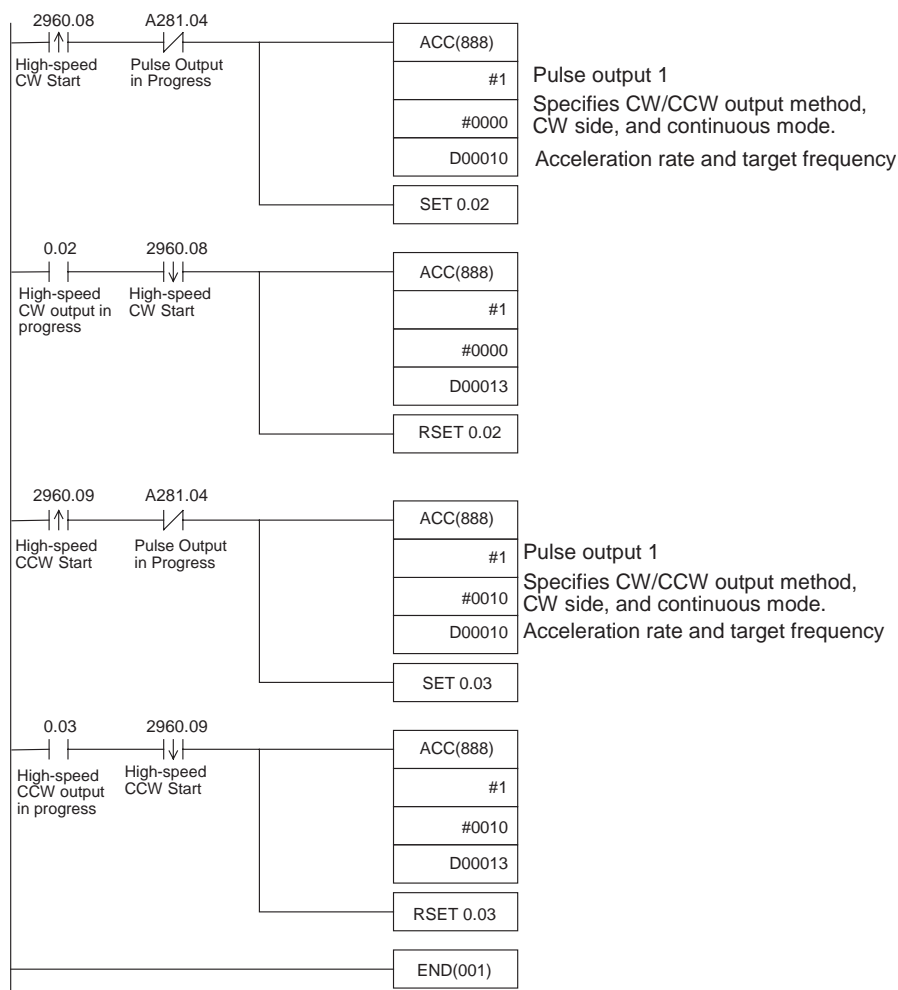 2960.08 A281.04
High-speed
CW Start
Pulse Output
in Progress
ACC(888)
#1
Pulse output 1
#0000
Specifies CW/CCW output method,
CW side, and continuous mode.
D00010
Acceleration rate and target frequency
SET 0.02
0.02 2960.08
High-speed
CW output in
progress
High-speed
CW Start
ACC(888)
#1
#0000
D00013
RSET 0.02
2960.09 A281.04
High-speed
CCW Start
Pulse Output
in Progress
ACC(888)
#1
Pulse output 1
#0010
Specifies CW/CCW output method,
CW side, and continuous mode.
D00010
Acceleration rate and target frequency
SET 0.03
0.03 2960.09
High-speed
CCW output
in progress
High-speed
CCW Start
ACC(888)
#1
#0010
D00013
RSET 0.03
END(001)